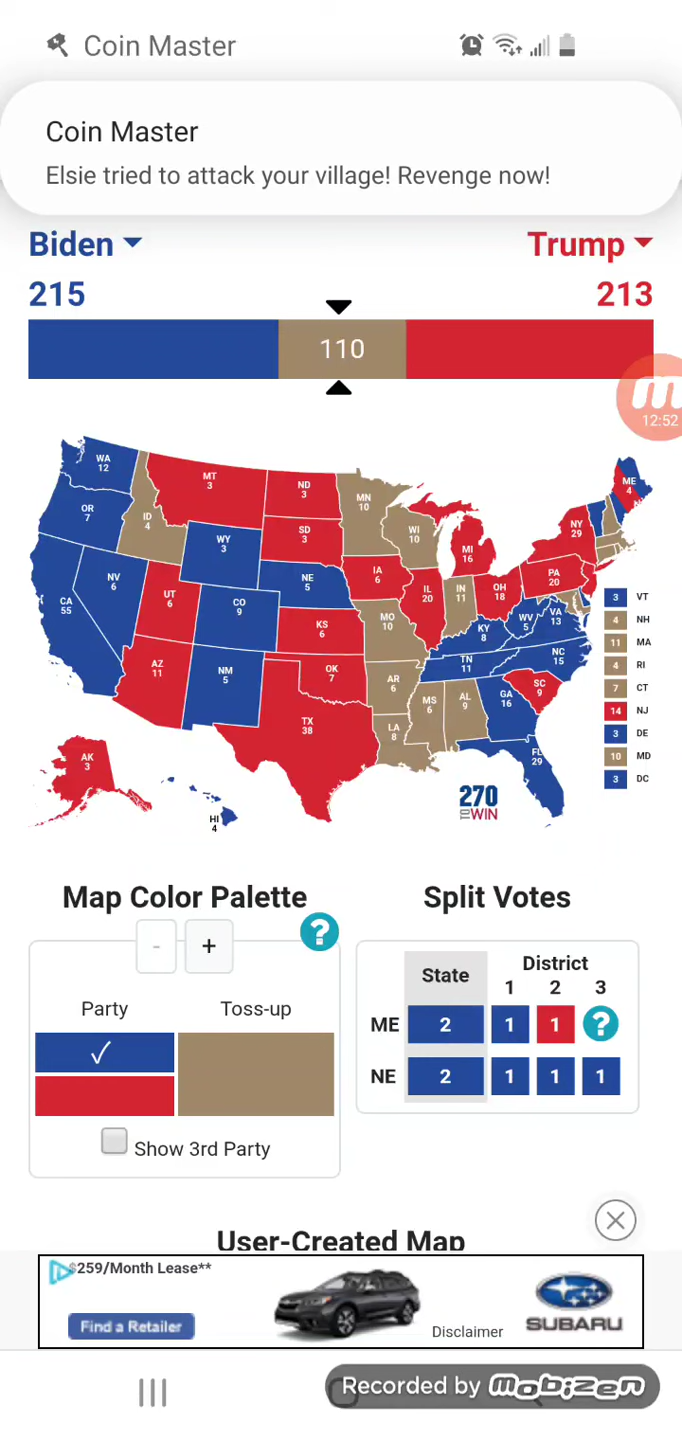 Coin Master
Coin Master
Elsie tried to attack your village! Revenge now!
Biden
Trump
215
213
110
12:52
WA
12
OR
7
CA
55
NV
6
ID
4
MT
3
WY
3
UT
6
AZ
11
CO
9
NM
5
ND
3
SD
3
NE
5
KS
6
OK
7
TX
38
MN
10
IA
6
MO
10
AR
6
LA
8
WI
10
IL
20
MS
6
MI
16
IN
11
KY
8
TN
11
AL
9
OH
18
WV
5
GA
16
FL
29
SC
9
NC
15
VA
13
PA
20
NY
29
ME
4
AK
3
HI
4
3 VT
4 NH
11 MA
4 RI
7 CT
14 NJ
3 DE
10 MD
3 DC
270
TO WIN
Map Color Palette
- +
?
Party
Toss-up
✓
Show 3rd Party
Split Votes
State
District
1 2 3
ME 2 1 1 ?
NE 2 1 1 1
User-Created Map
$259/Month Lease**
Find a Retailer
Disclaimer
SUBARU
Recorded by mobizen